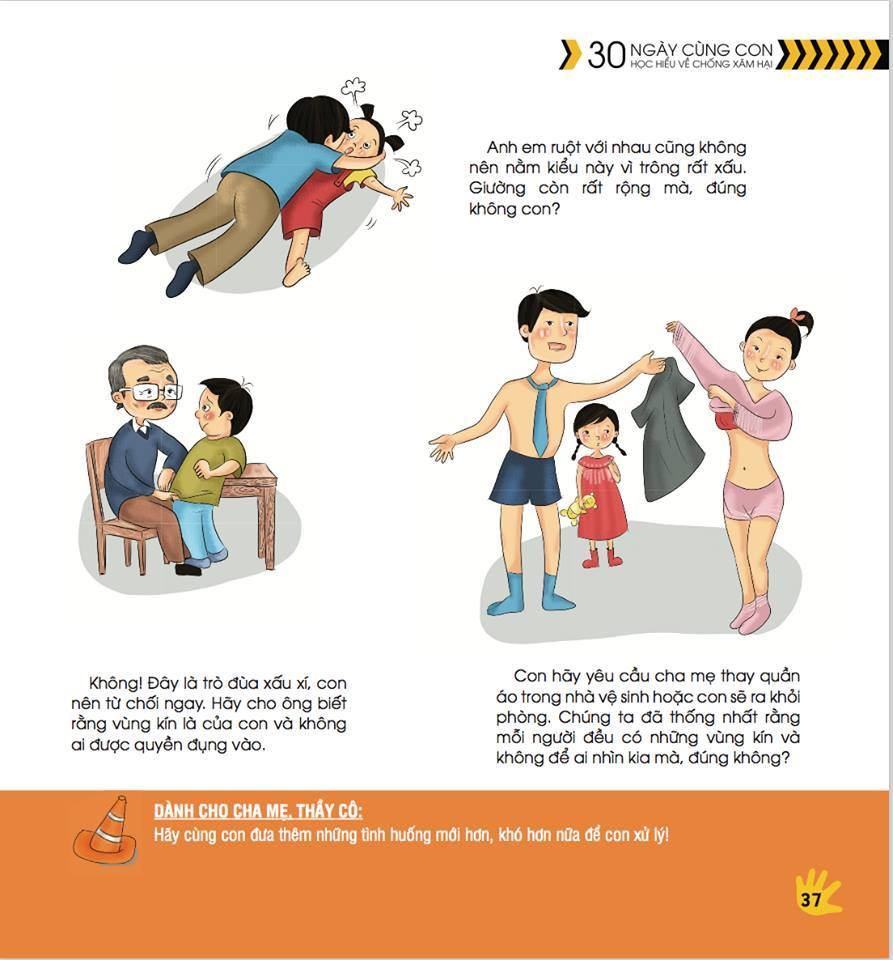 30 NGÀY CÙNG CON
HỌC HIỂU VỀ CHỐNG XÂM HẠI
Anh em ruột với nhau cũng không
nên nằm kiểu này vì trông rất xấu.
Giường còn rất rộng mà, đúng
không con?
Không! Đây là trò đùa xấu xí, con
nên từ chối ngay. Hãy cho ông biết
rằng vùng kín là của con và không
ai được quyền đụng vào.
Con hãy yêu cầu cha mẹ thay quần
áo trong nhà vệ sinh hoặc con sẽ ra khỏi
phòng. Chúng ta đã thống nhất rằng
mỗi người đều có những vùng kín và
không để ai nhìn kia mà, đúng không?
DÀNH CHO CHA MẸ, THẦY CÔ:
Hãy cùng con đưa thêm những tình huống mới hơn, khó hơn nữa để con xử lý!
37